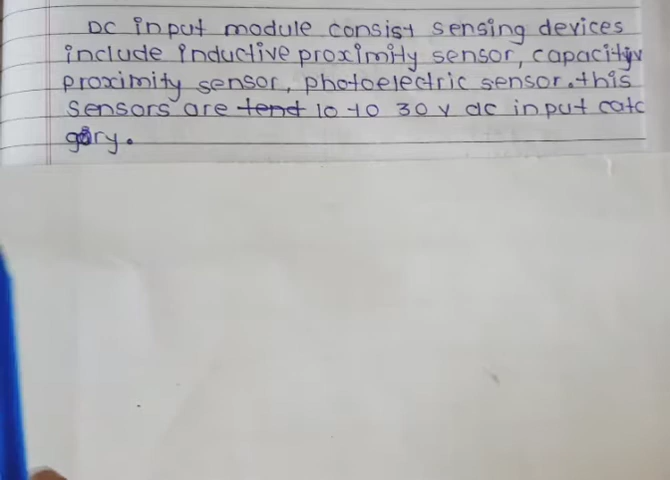 DC input module consist sensing devices
include inductive proximity sensor, capacitiv
proximity sensor, photoelectric sensor. this
sensors are tend 10 to 30 v dc input cate
gory.